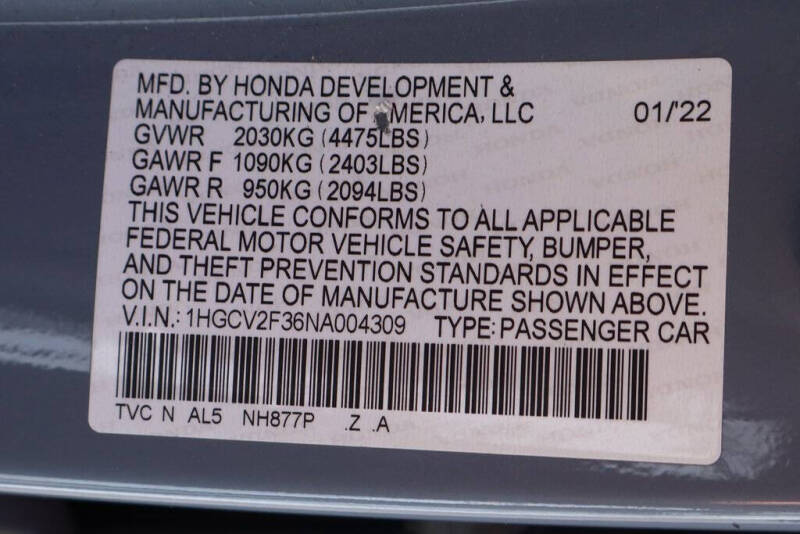 MFD. BY HONDA DEVELOPMENT &
MANUFACTURING OF AMERICA, LLC 01/'22
GVWR 2030KG (4475LBS)
GAWR F 1090KG (2403LBS)
GAWR R 950KG (2094LBS)
THIS VEHICLE CONFORMS TO ALL APPLICABLE
FEDERAL MOTOR VEHICLE SAFETY, BUMPER,
AND THEFT PREVENTION STANDARDS IN EFFECT
ON THE DATE OF MANUFACTURE SHOWN ABOVE.
V.I.N.: 1HGCV2F36NA004309 TYPE: PASSENGER CAR
TVC N AL5 NH877P .Z .A